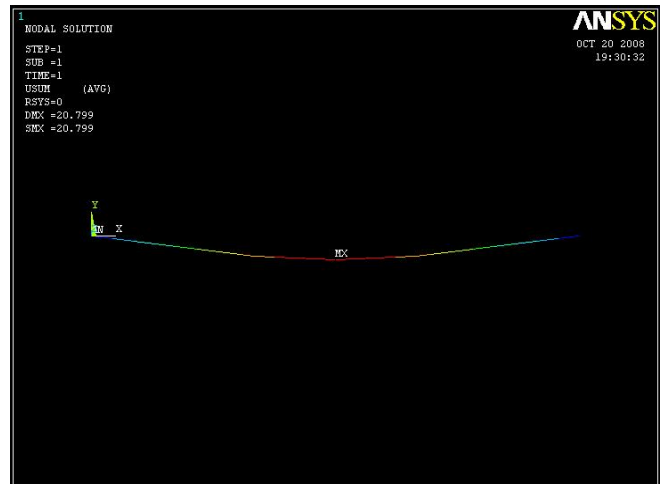 1
NODAL SOLUTION
STEP=1
SUB =1
TIME=1
USUM (AVG)
RSYS=0
DMX =20.799
SMX =20.799
ANSYS
OCT 20 2008
19:30:32
Y
X
MX